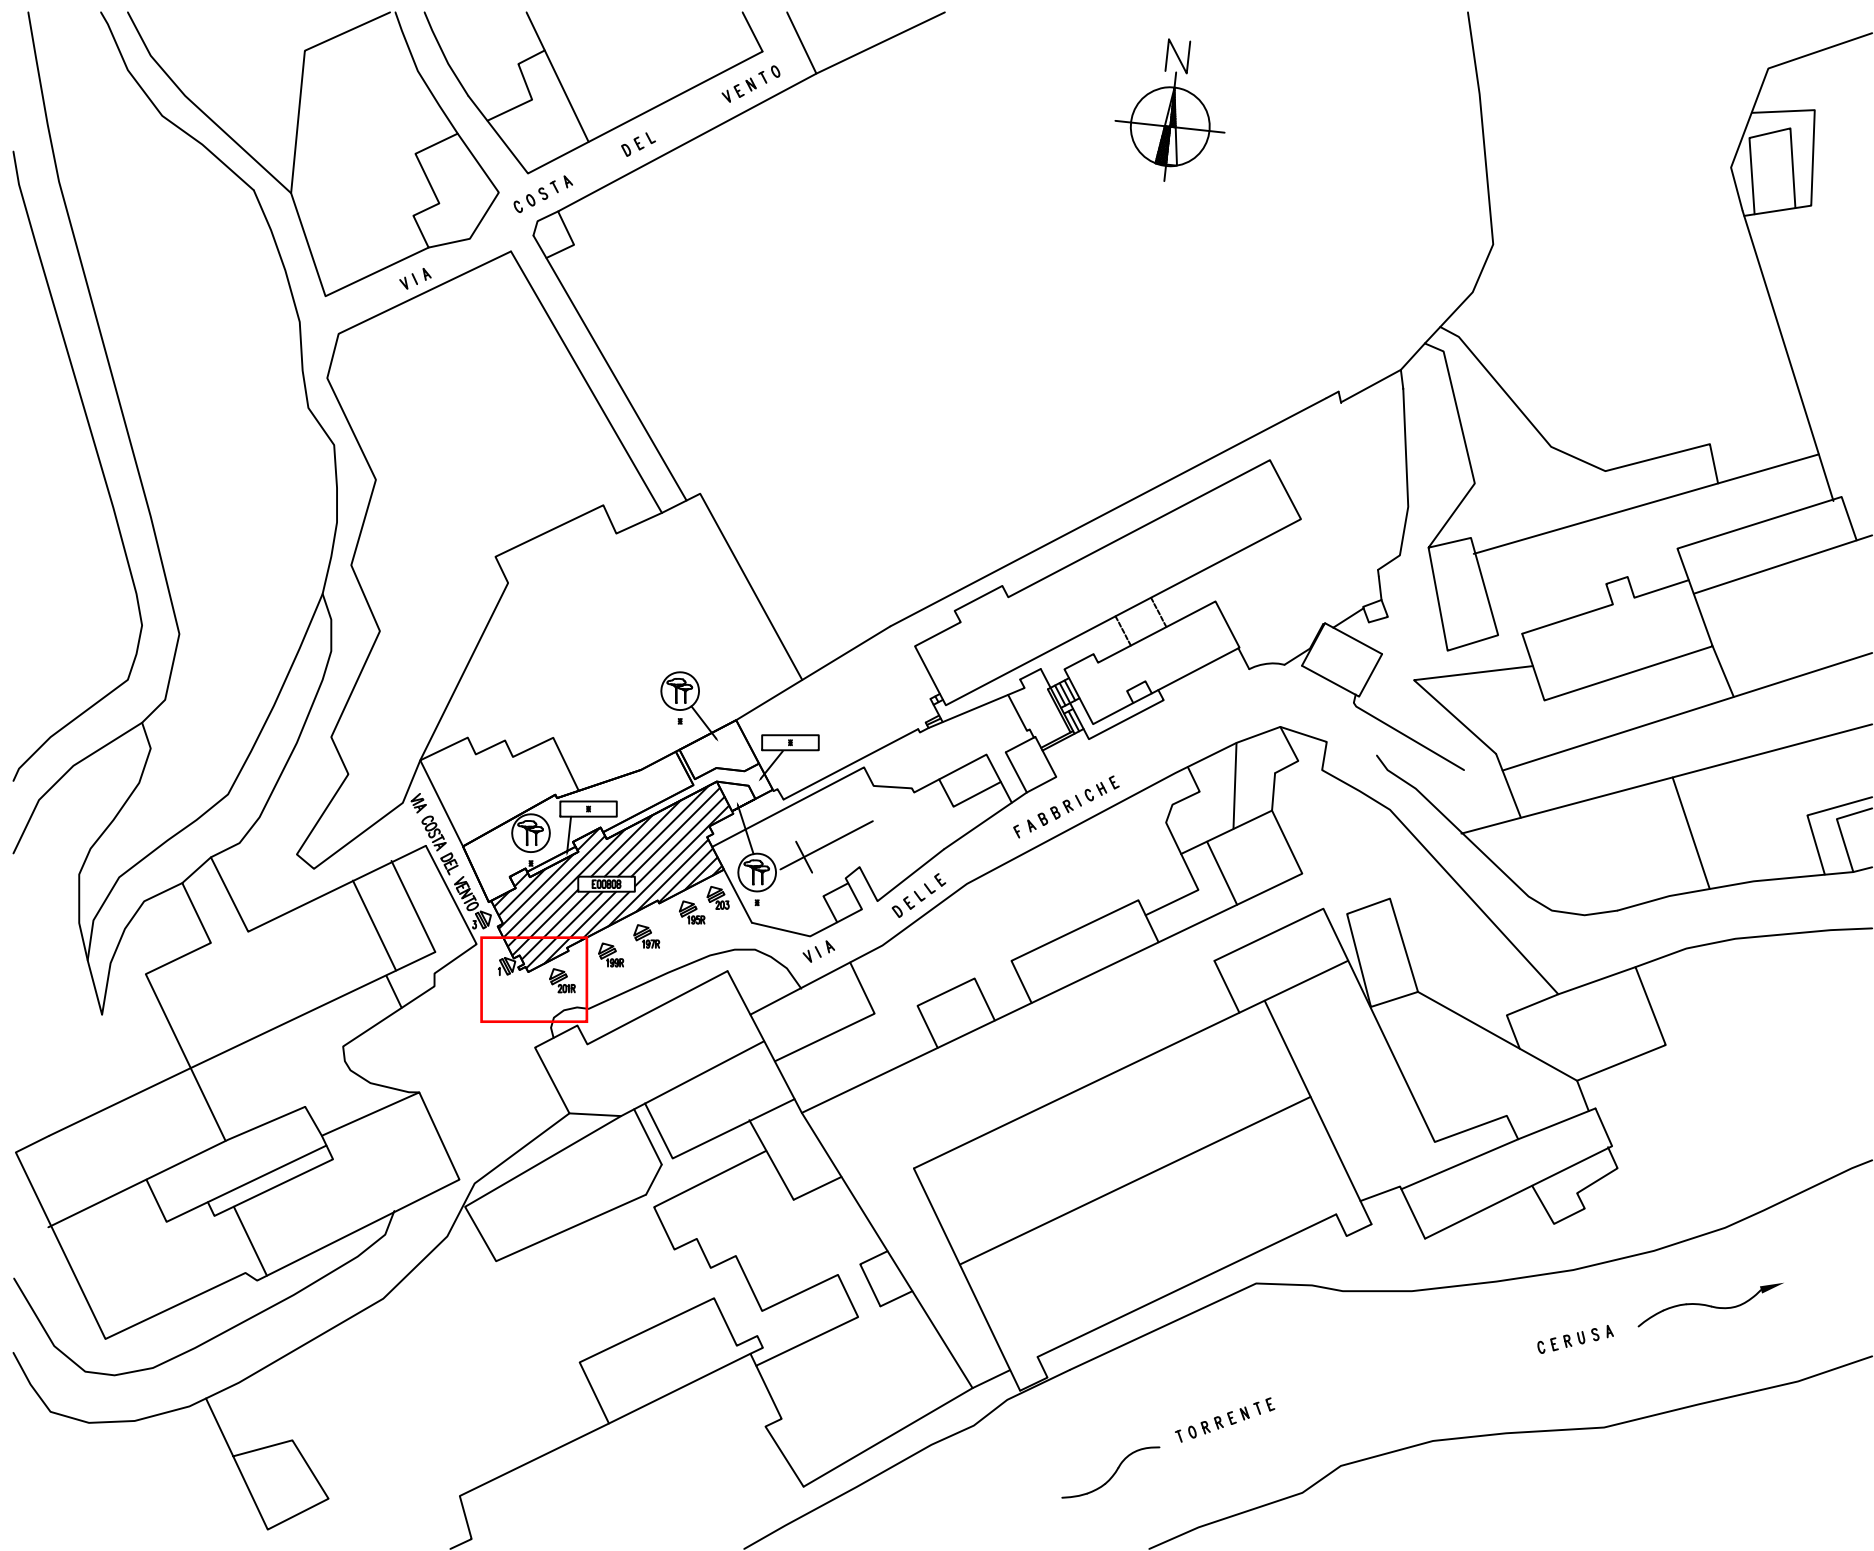 N
VIA COSTA DEL VENTO
VIA COSTA DEL VENTO
E00808
3
1
201R
199R
197R
195R
203
VIA DELLE FABBRICHE
TORRENTE CERUSA